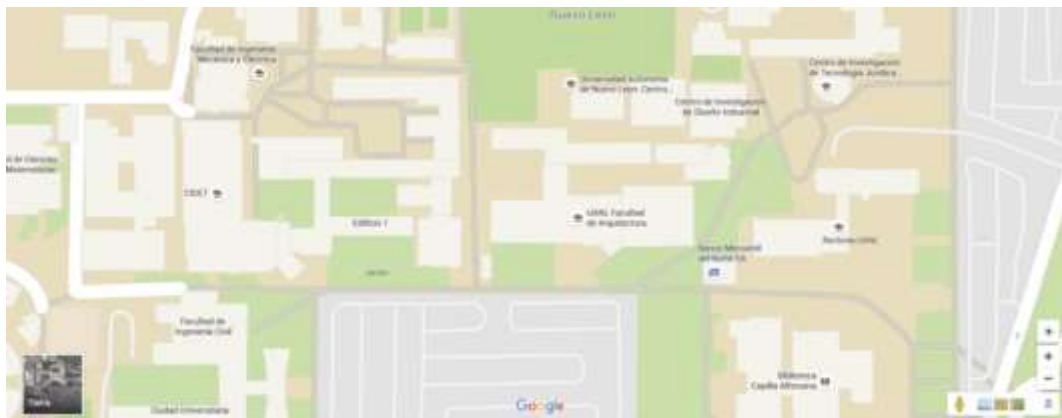 Nuevo León
Facultad de Ingeniería
Mecánica y Eléctrica
Centro de Investigación
de Tecnología Jurídica...
Universidad Autónoma
de Nuevo León, Centro...
Centro de Investigación
de Diseño Industrial
d de Ciencias
CIDET
Edificio 1
UANL Facultad
de Arquitectura
Rectoría UANL
Banco Mercantil
del Norte SA
Facultad de
Ingeniería Civil
Biblioteca
Capilla Alfonsina
Tierra
Ciudad Universitaria
Google